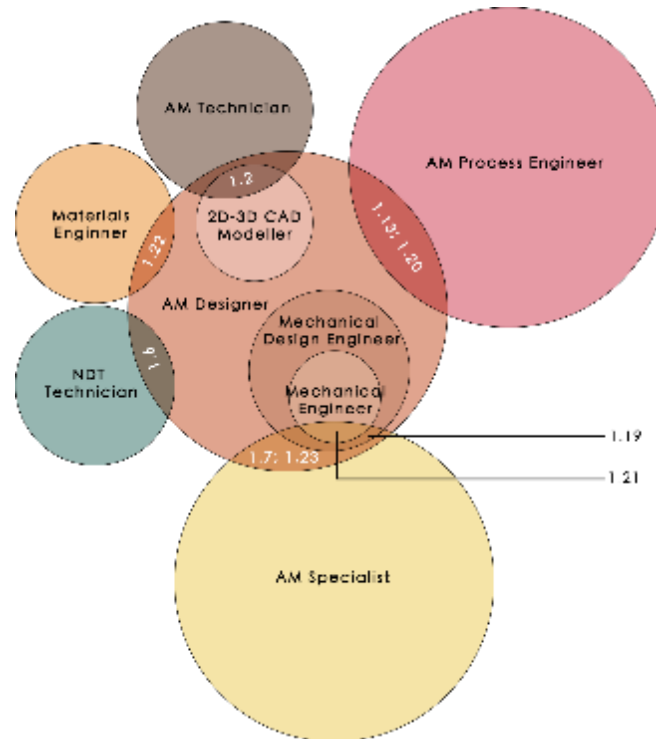 AM Technician
AM Process Engineer
1.2
2D-3D CAD
Modeller
Materials
Enginner
1.22
1.13; 1.20
AM Designer
Mechanical
Design Engineer
NDT
Technician
1.6
Mechanical
Engineer
1.19
1.7; 1.23
1.21
AM Specialist